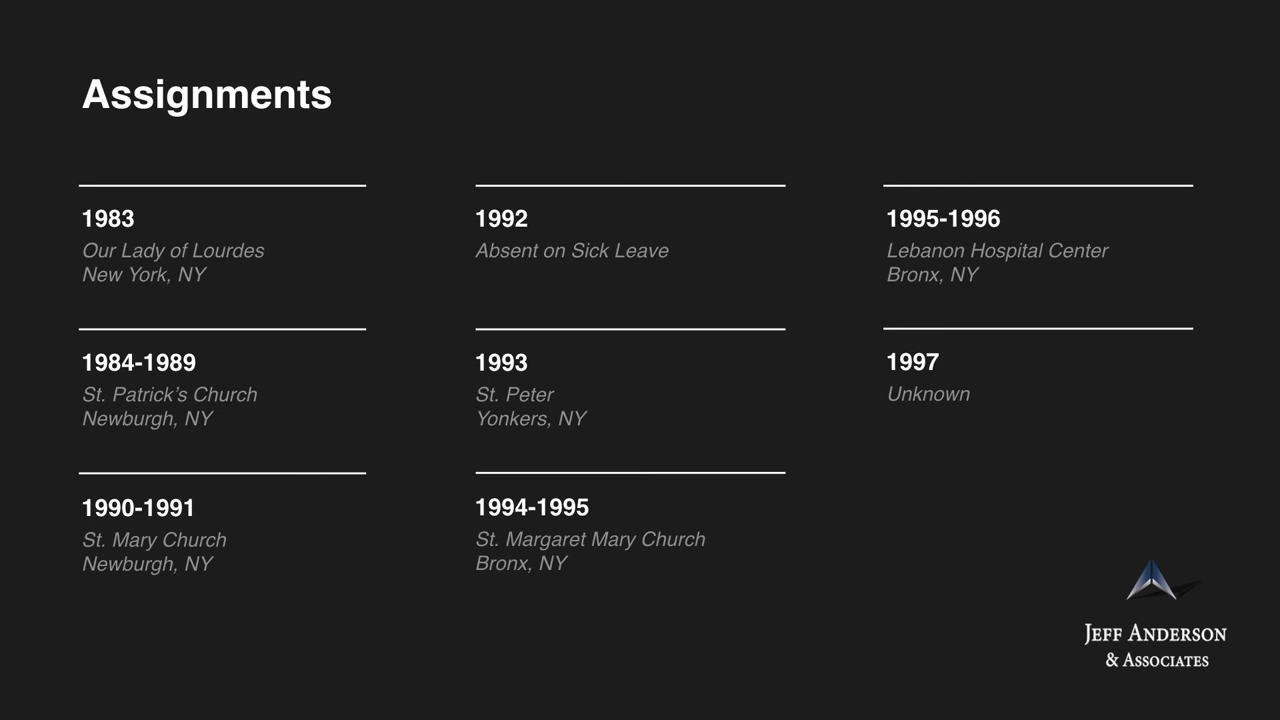 Assignments
1983
Our Lady of Lourdes
New York, NY
1984-1989
St. Patrick’s Church
Newburgh, NY
1990-1991
St. Mary Church
Newburgh, NY
1992
Absent on Sick Leave
1993
St. Peter
Yonkers, NY
1994-1995
St. Margaret Mary Church
Bronx, NY
1995-1996
Lebanon Hospital Center
Bronx, NY
1997
Unknown
Jeff Anderson
& Associates